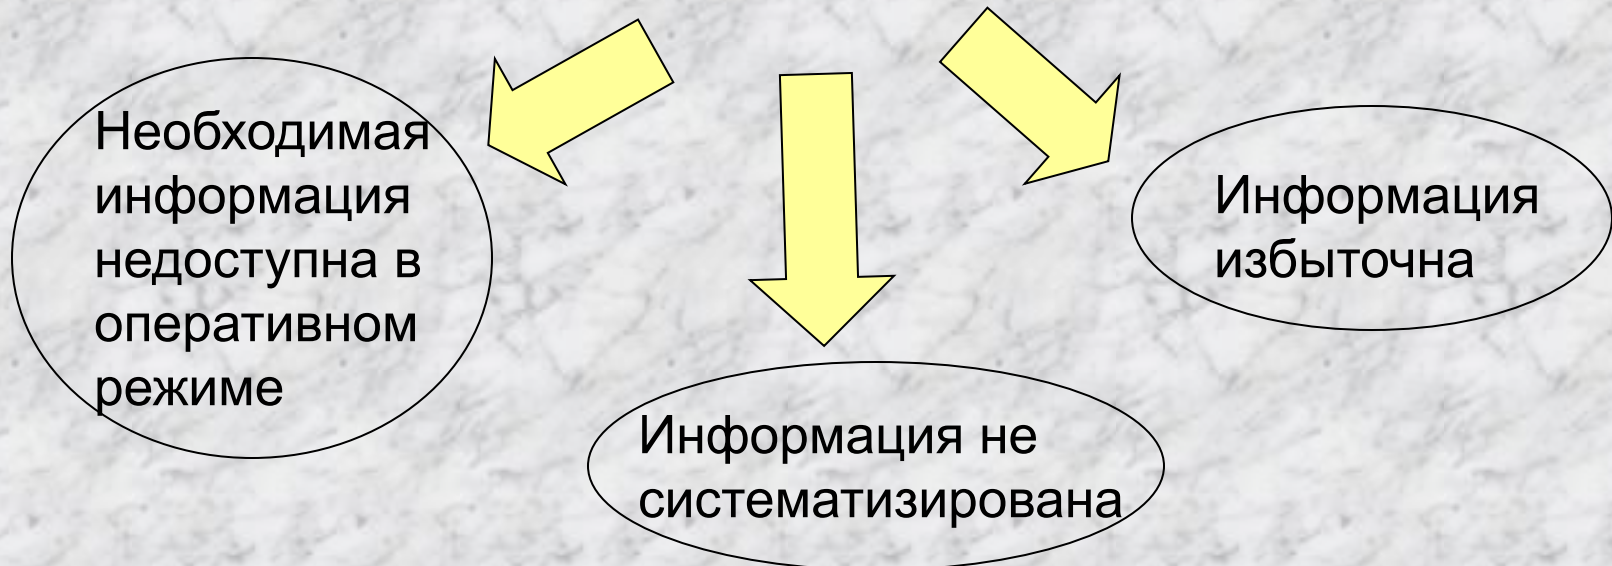 Необходимая
информация
недоступна в
оперативном
режиме
Информация не
систематизирована
Информация
избыточна